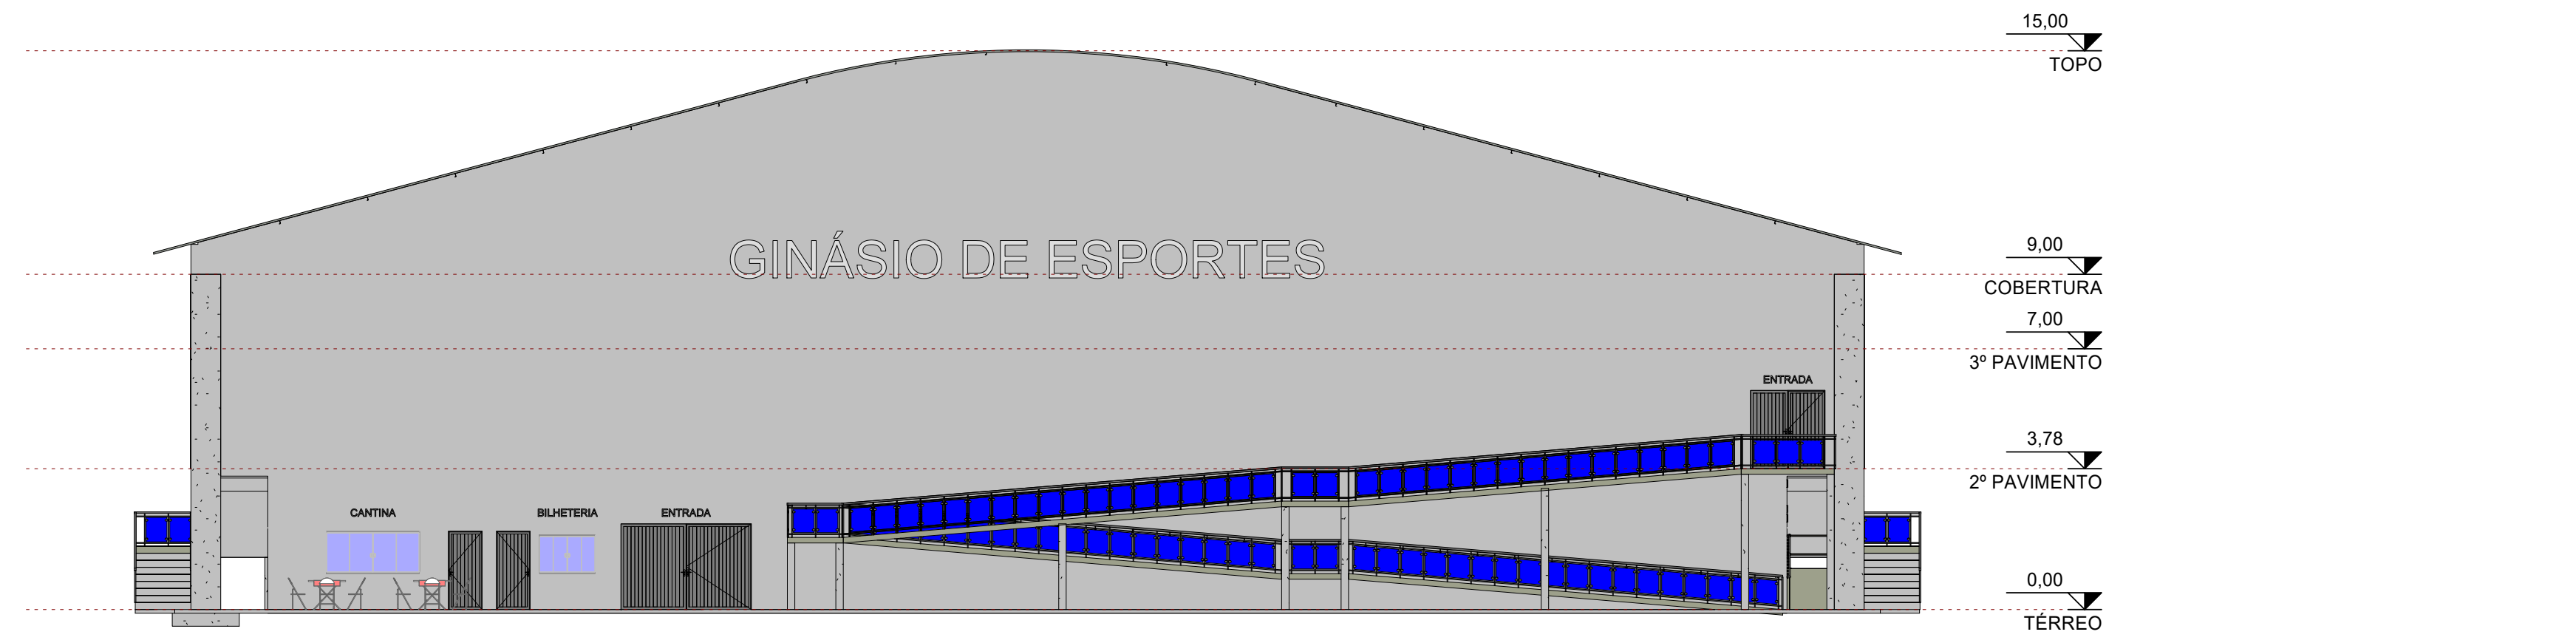 15,00
TOPO
GINÁSIO DE ESPORTES
9,00
COBERTURA
7,00
3º PAVIMENTO
ENTRADA
3,78
2º PAVIMENTO
CANTINA
BILHETERIA
ENTRADA
0,00
TÉRREO